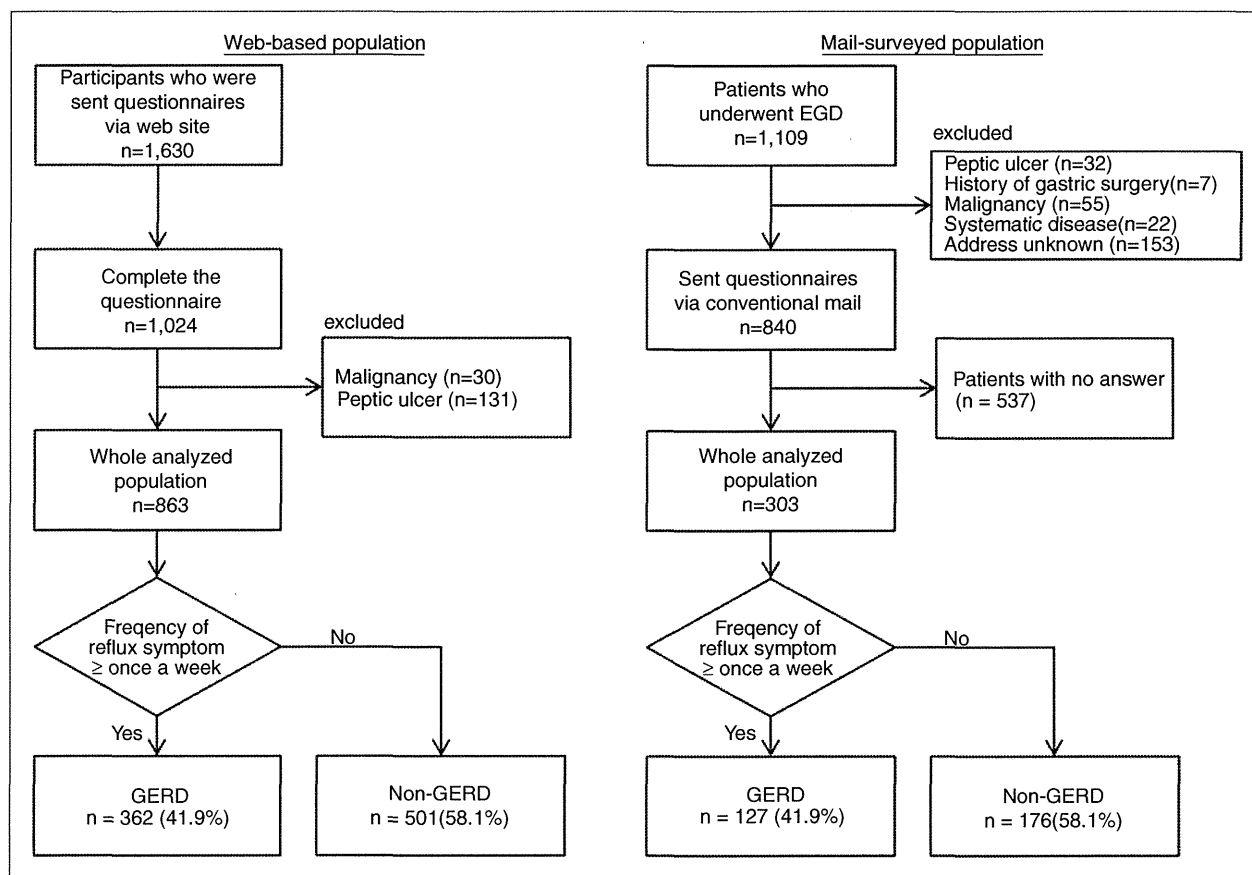 Web-based population
Participants who were
sent questionnaires
via web site
n=1,630
Complete the
questionnaire
n=1,024
excluded
Malignancy (n=30)
Peptic ulcer (n=131)
Whole analyzed
population
n=863
Freqency of
reflux symptom
≥ once a week
No
Yes
GERD
n = 362 (41.9%)
Non-GERD
n = 501(58.1%)
Mail-surveyed population
Patients who
underwent EGD
n=1,109
excluded
Peptic ulcer (n=32)
History of gastric surgery(n=7)
Malignancy (n=55)
Systematic disease(n=22)
Address unknown (n=153)
Sent questionnaires
via conventional mail
n=840
Patients with no answer
(n = 537)
Whole analyzed
population
n=303
Freqency of
reflux symptom
≥ once a week
No
Yes
GERD
n = 127 (41.9%)
Non-GERD
n = 176(58.1%)